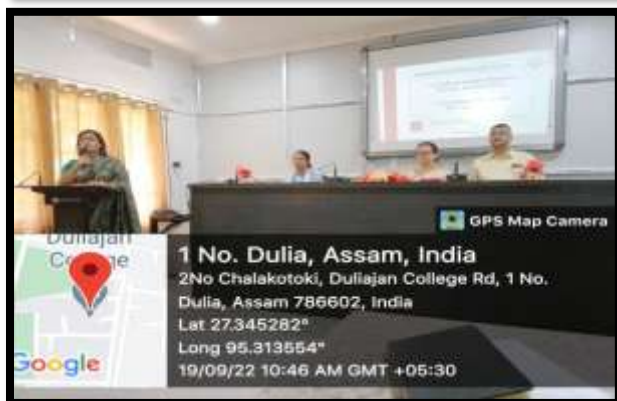 GPS Map Camera
Duliajan
College
1 No. Dulia, Assam, India
2No Chalakotoki, Duliajan College Rd, 1 No.
Dulia, Assam 786602, India
Lat 27.345282°
Long 95.313554°
19/09/22 10:46 AM GMT +05:30
Google